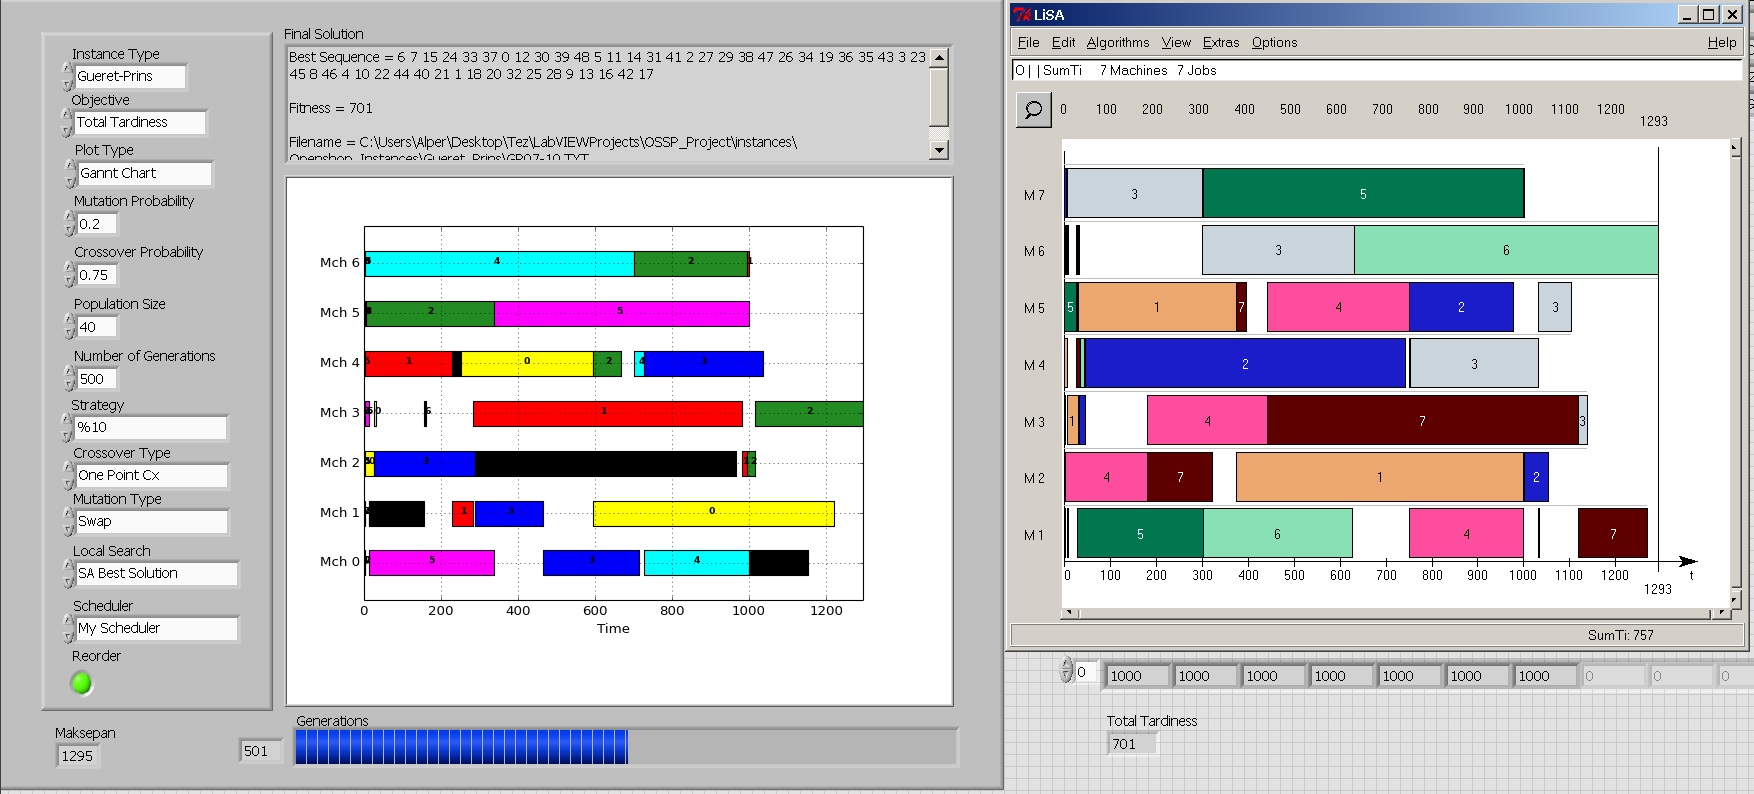 Instance Type
Gueret-Prins
Objective
Total Tardiness
Plot Type
Gannt Chart
Mutation Probability
0.2
Crossover Probability
0.75
Population Size
40
Number of Generations
500
Strategy
%10
Crossover Type
One Point Cx
Mutation Type
Swap
Local Search
SA Best Solution
Scheduler
My Scheduler
Reorder
Maksepan
1295
501
Final Solution
Best Sequence = 6 7 15 24 33 37 0 12 30 39 48 5 11 14 31 41 2 27 29 38 47 26 34 19 36 35 43 3 23
45 8 46 4 10 22 44 40 21 1 18 20 32 25 28 9 13 16 42 17
Fitness = 701
Filename = C:\Users\Alper\Desktop\Tez\LabVIEWProjects\OSSP_Project\instances\
Openshop_Instances\Gueret_Prins\GP07-10.TXT
Mch 6 4 2 1
Mch 5 2 5
Mch 4 5 1 0 2 4 3
Mch 3 0 6 1 2
Mch 2 3 1 2
Mch 1 1 3 0
Mch 0 5 3 4
0 200 400 600 800 1000 1200
Time
Generations
LiSA
File Edit Algorithms View Extras Options Help
O | | SumTi 7 Machines 7 Jobs
0 100 200 300 400 500 600 700 800 900 1000 1100 1200
1293
M 7 3 5
M 6 3 6
M 5 5 1 7 4 2 3
M 4 2 3
M 3 1 4 7 3
M 2 4 7 1 2
M 1 5 6 4 7
0 100 200 300 400 500 600 700 800 900 1000 1100 1200 t
1293
SumTi: 757
0 1000 1000 1000 1000 1000 1000 1000 0 0 0
Total Tardiness
701